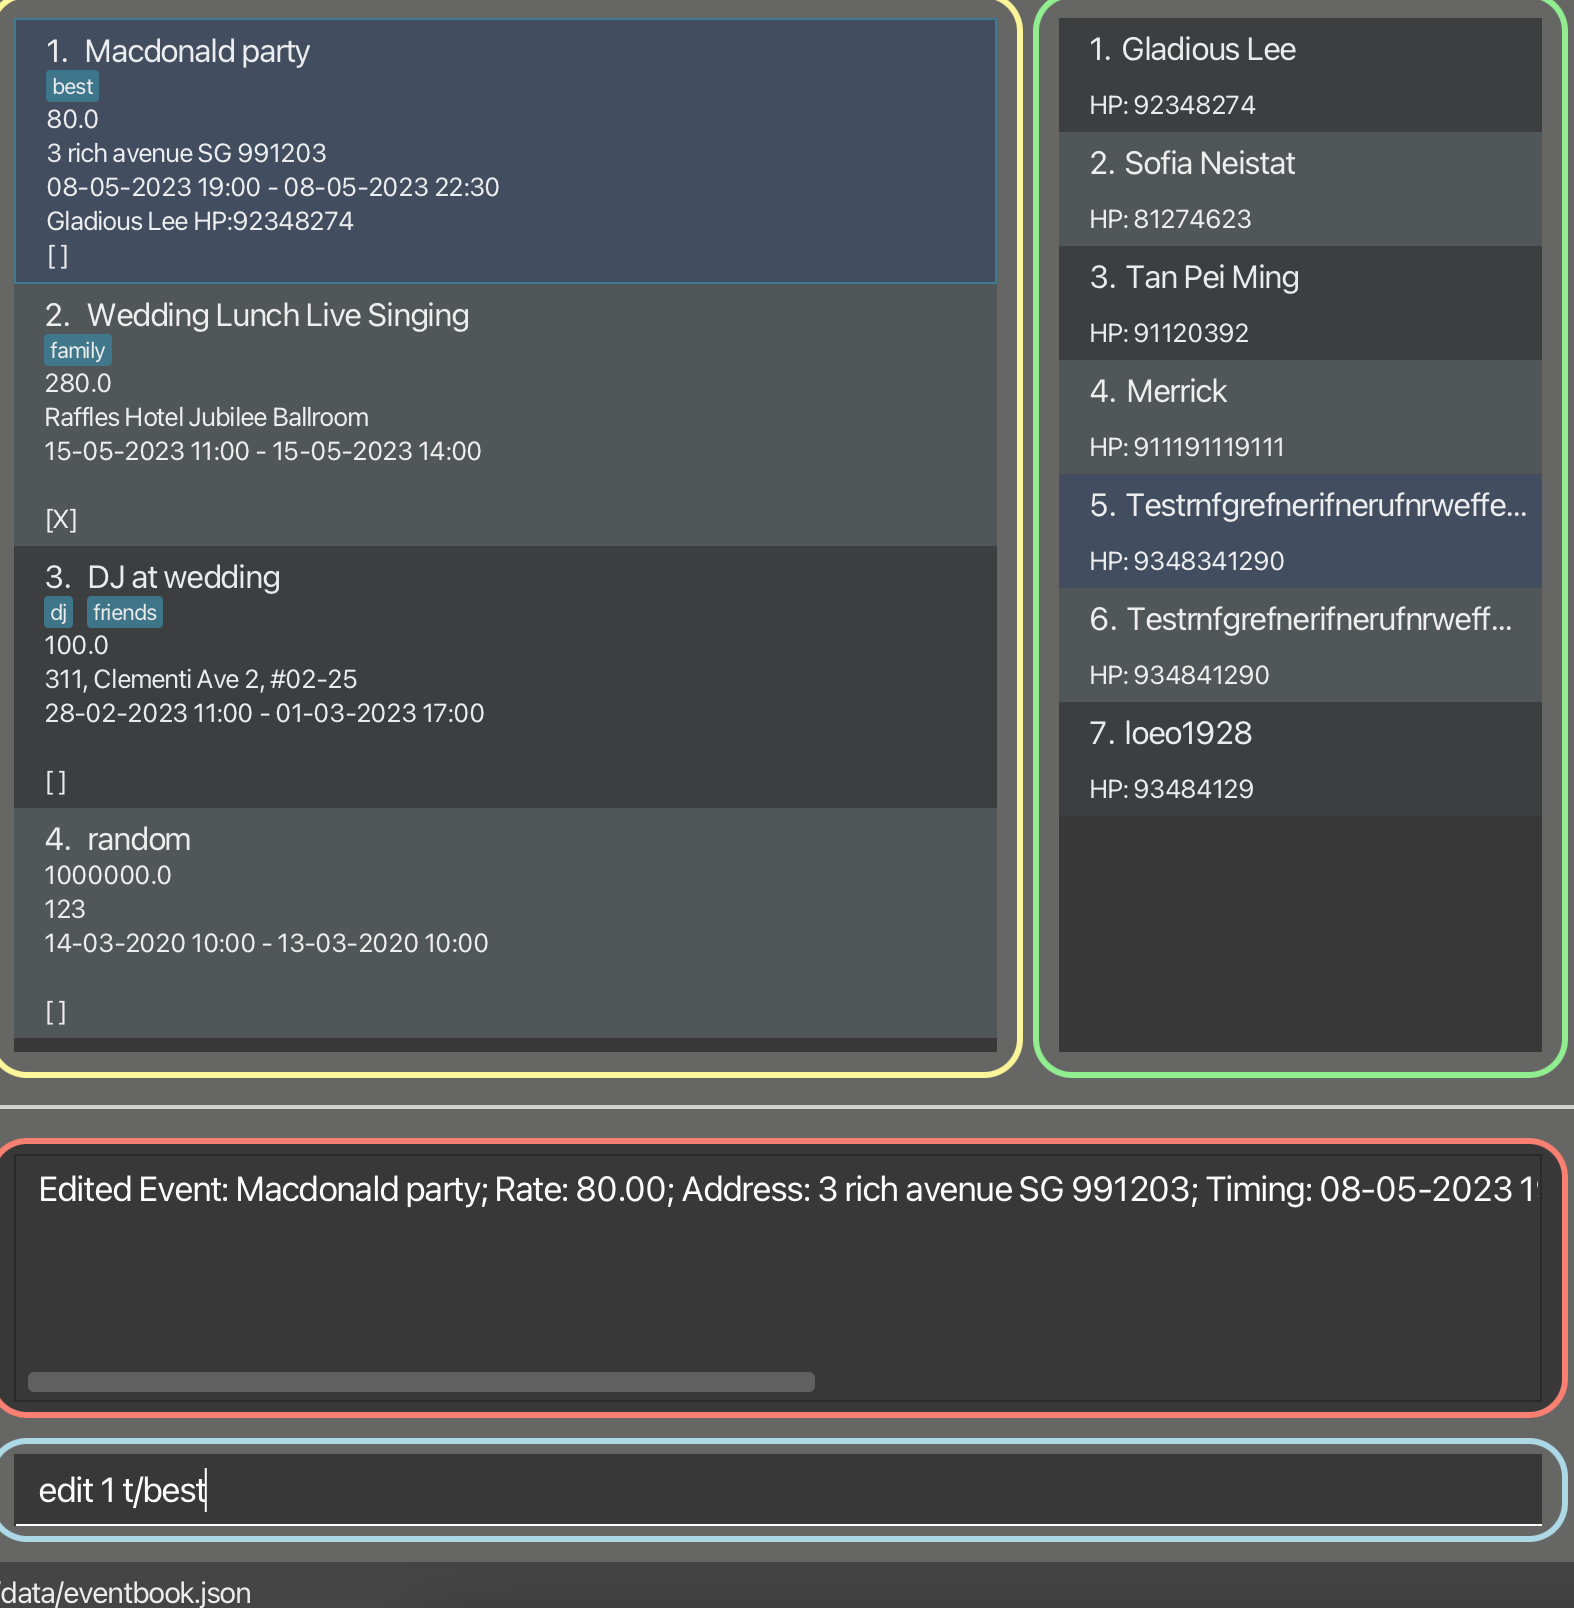 1. Macdonald party
best
80.0
3 rich avenue SG 991203
08-05-2023 19:00 - 08-05-2023 22:30
Gladious Lee HP:92348274
[ ]
2. Wedding Lunch Live Singing
family
280.0
Raffles Hotel Jubilee Ballroom
15-05-2023 11:00 - 15-05-2023 14:00
[X]
3. DJ at wedding
dj friends
100.0
311, Clementi Ave 2, #02-25
28-02-2023 11:00 - 01-03-2023 17:00
[ ]
4. random
1000000.0
123
14-03-2020 10:00 - 13-03-2020 10:00
[ ]
1. Gladious Lee
HP: 92348274
2. Sofia Neistat
HP: 81274623
3. Tan Pei Ming
HP: 91120392
4. Merrick
HP: 911191119111
5. Testrnfgrefnerifnerufnrweffe...
HP: 9348341290
6. Testrnfgrefnerifnerufnrweff...
HP: 934841290
7. loeo1928
HP: 93484129
Edited Event: Macdonald party; Rate: 80.00; Address: 3 rich avenue SG 991203; Timing: 08-05-2023 1
edit 1 t/best
/data/eventbook.json